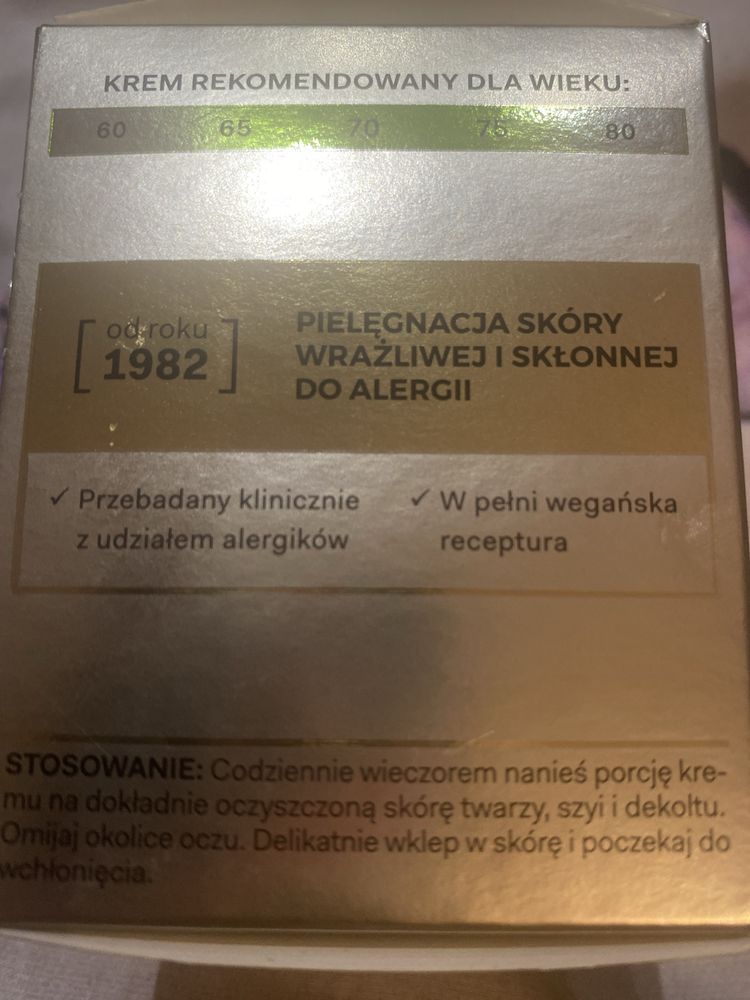 KREM REKOMENDOWANY DLA WIEKU:
60 65 70 75 80
[od roku 1982]
PIELĘGNACJA SKÓRY
WRAŻLIWEJ I SKŁONNEJ
DO ALERGII
✓ Przebadany klinicznie
z udziałem alergików
✓ W pełni wegańska
receptura
STOSOWANIE: Codziennie wieczorem nanieś porcję kre-
mu na dokładnie oczyszczoną skórę twarzy, szyi i dekoltu.
Omijaj okolice oczu. Delikatnie wklep w skórę i poczekaj do
wchłonięcia.